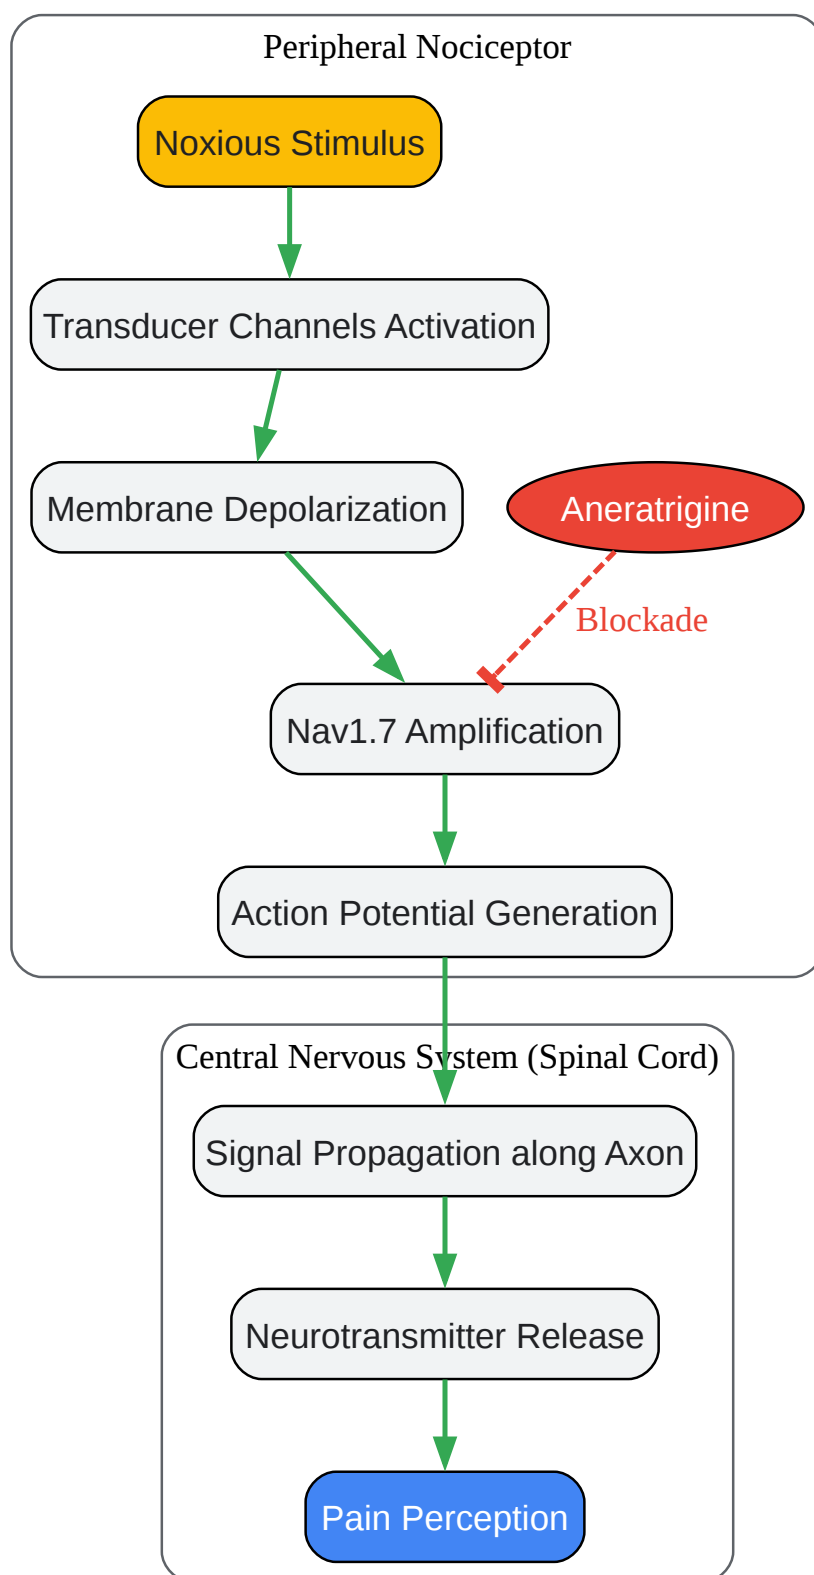 Peripheral Nociceptor
Noxious Stimulus
Transducer Channels Activation
Membrane Depolarization
Aneratrigine
Blockade
Nav1.7 Amplification
Action Potential Generation
Central Nervous System (Spinal Cord)
Signal Propagation along Axon
Neurotransmitter Release
Pain Perception